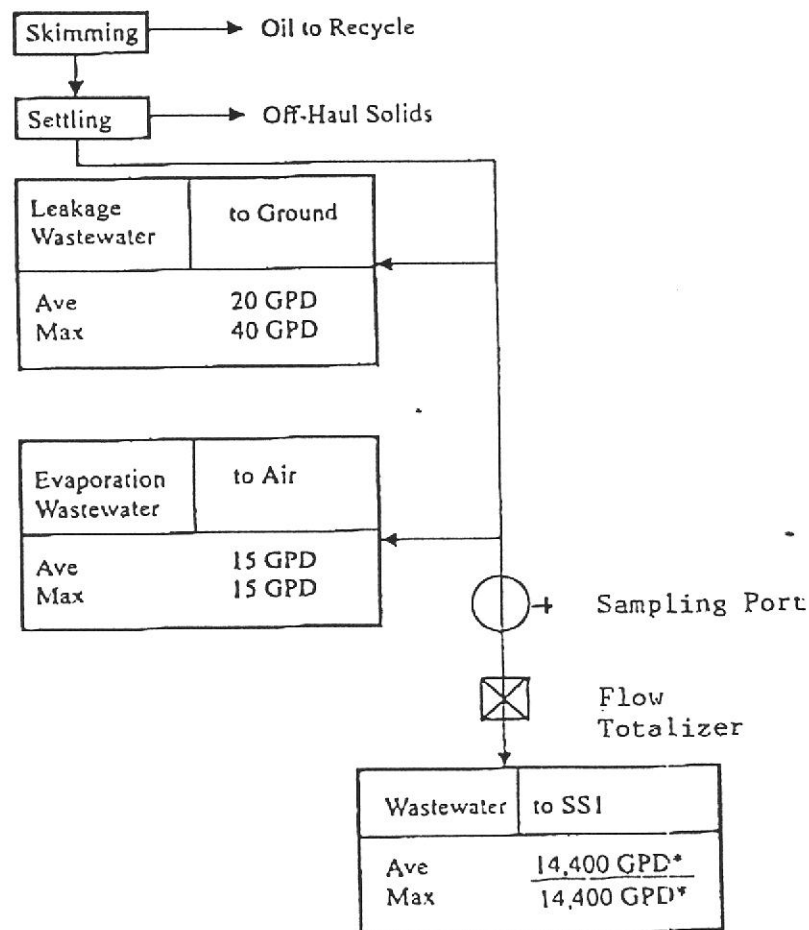 Skimming
Oil to Recycle
Settling
Off-Haul Solids
Leakage to Ground
Wastewater
Ave 20 GPD
Max 40 GPD
Evaporation to Air
Wastewater
Ave 15 GPD
Max 15 GPD
+ Sampling Port
Flow
Totalizer
Wastewater to SS1
Ave 14,400 GPD*
Max 14,400 GPD*